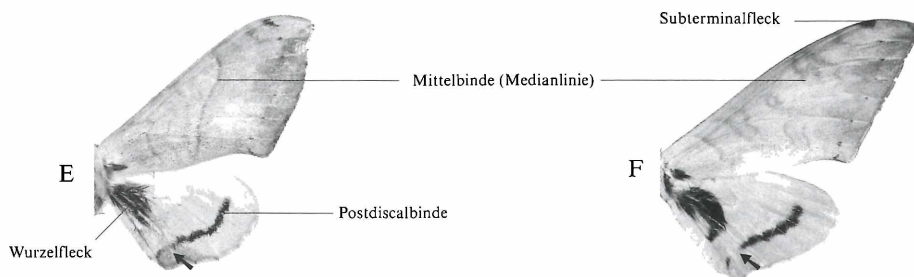 Subterminalfleck
Mittelbinde (Medianlinie)
E
F
Postdiscalbinde
Wurzelfleck